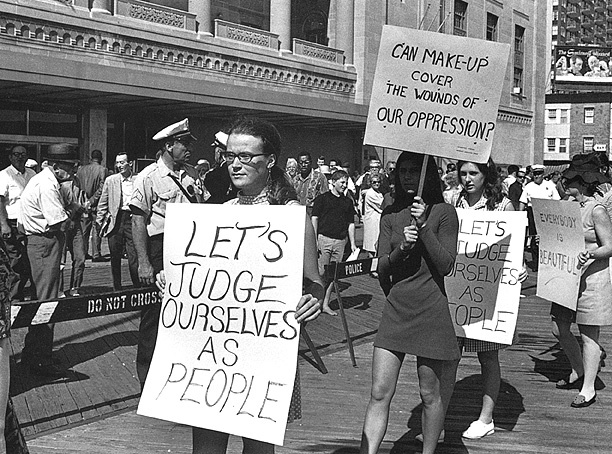 CAN MAKE-UP
COVER
THE WOUNDS OF
OUR OPPRESSION?
LET'S
JUDGE
OURSELVES
AS
PEOPLE
LET'S
JUDGE
OURSELVES
AS
PEOPLE
EVERYBODY
IS
BEAUTIFUL
POLICE
DO NOT CROSS